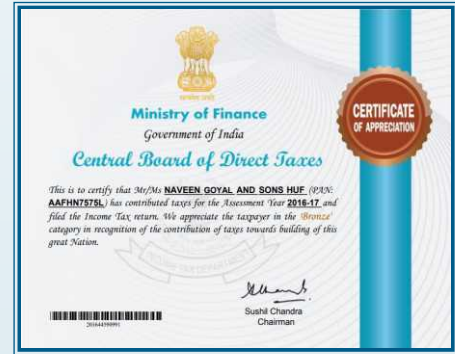 Ministry of Finance
Government of India
Central Board of Direct Taxes
CERTIFICATE
OF APPRECIATION
This is to certify that Mr/Ms NAVEEN GOYAL AND SONS HUF (PAN:
AAFHN7575L) has contributed taxes for the Assessment Year 2016-17 and
filed the Income Tax return. We appreciate the taxpayer in the 'Bronze'
category in recognition of the contribution of taxes towards building of this
great Nation.
INCOME TAX DEPARTMENT
Sushil Chandra
Chairman